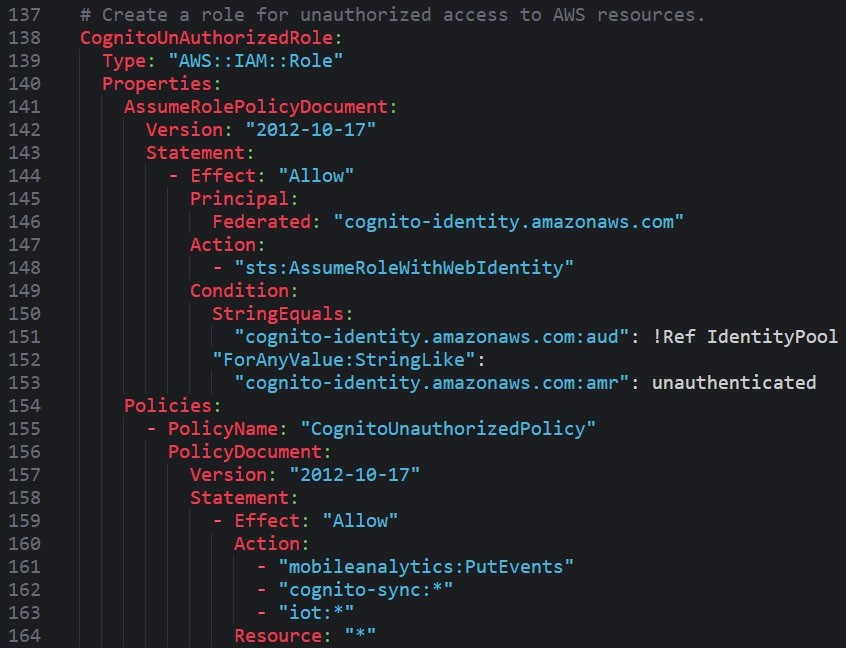 137 # Create a role for unauthorized access to AWS resources.
138 CognitoUnAuthorizedRole:
139 Type: "AWS::IAM::Role"
140 Properties:
141 AssumeRolePolicyDocument:
142 Version: "2012-10-17"
143 Statement:
144 - Effect: "Allow"
145 Principal:
146 Federated: "cognito-identity.amazonaws.com"
147 Action:
148 - "sts:AssumeRoleWithWebIdentity"
149 Condition:
150 StringEquals:
151 "cognito-identity.amazonaws.com:aud": !Ref IdentityPool
152 "ForAnyValue:StringLike":
153 "cognito-identity.amazonaws.com:amr": unauthenticated
154 Policies:
155 - PolicyName: "CognitoUnauthorizedPolicy"
156 PolicyDocument:
157 Version: "2012-10-17"
158 Statement:
159 - Effect: "Allow"
160 Action:
161 - "mobileanalytics:PutEvents"
162 - "cognito-sync:*"
163 - "iot:*"
164 Resource: "*"